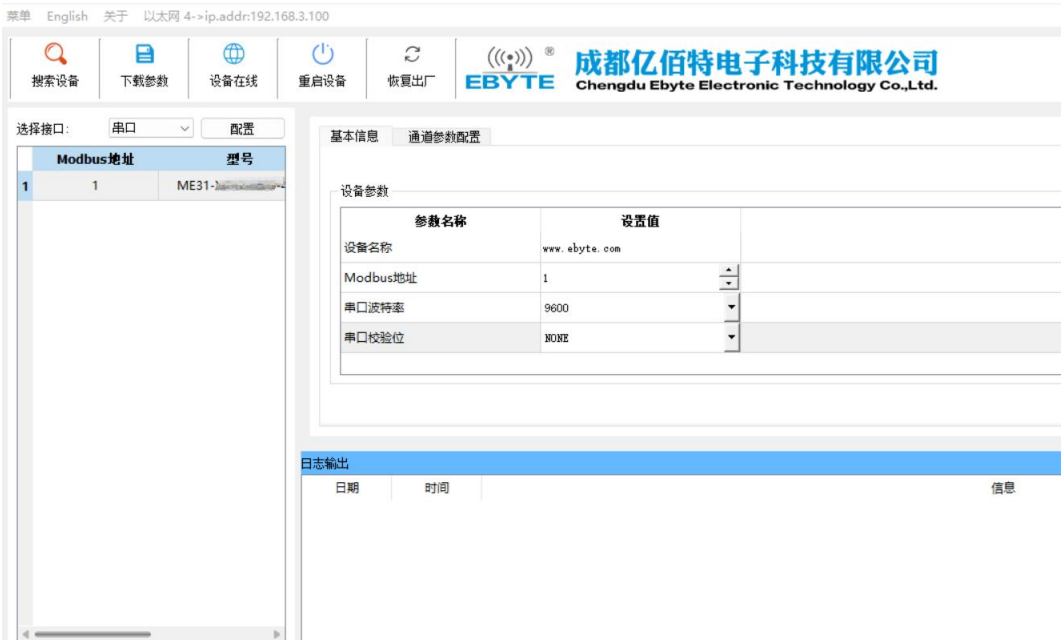 菜单 English 关于 以太网 4->ip.addr:192.168.3.100
搜索设备 下载参数 设备在线 重启设备 恢复出厂
EBYTE ®
成都亿佰特电子科技有限公司
Chengdu Ebyte Electronic Technology Co.,Ltd.
选择接口: 串口 配置
Modbus地址 型号
1 1 ME31-
基本信息 通道参数配置
设备参数
参数名称 设置值
设备名称 www.ebyte.com
Modbus地址 1
串口波特率 9600
串口校验位 NONE
日志输出
日期 时间 信息